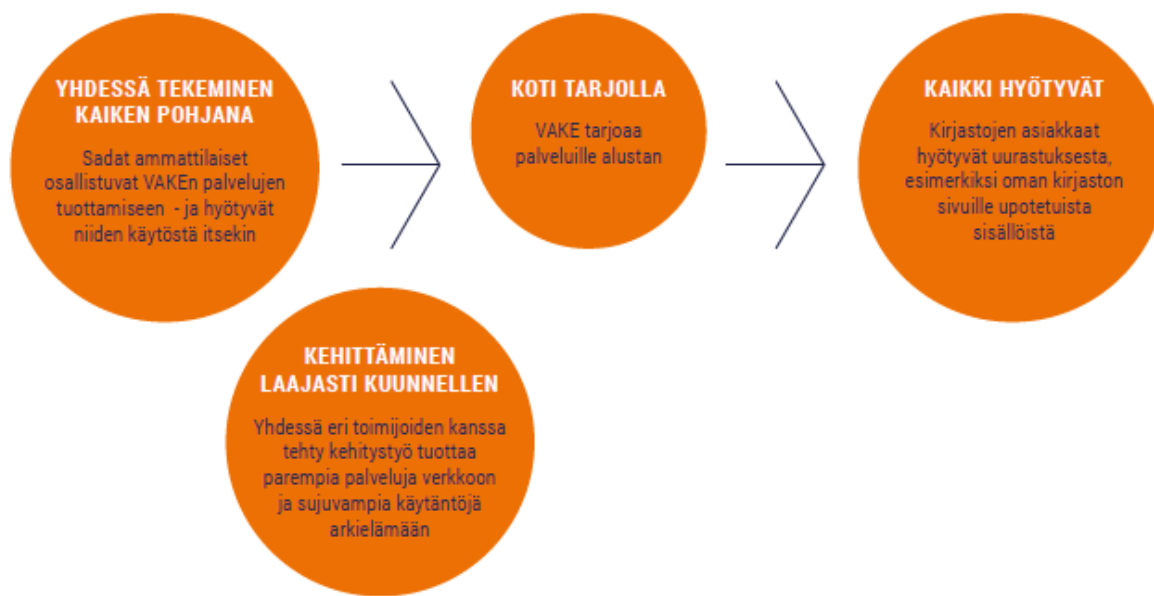 YHDESSÄ TEKEMINEN
KAIKEN POHJANA
Sadat ammattilaiset
osallistuvat VAKEn palvelujen
tuottamiseen - ja hyötyvät
niiden käytöstä itsekin
KOTI TARJOLLA
VAKE tarjoaa
palveluille alustan
KAIKKI HYÖTYVÄT
Kirjastojen asiakkaat
hyötyvät uurastuksesta,
esimerkiksi oman kirjaston
sivuille upotetuista
sisällöistä
KEHITTÄMINEN
LAAJASTI KUUNNELLEN
Yhdessä eri toimijoiden kanssa
tehty kehitystyö tuottaa
parempia palveluja verkkoon
ja sujuvampia käytäntöjä
arkielämään